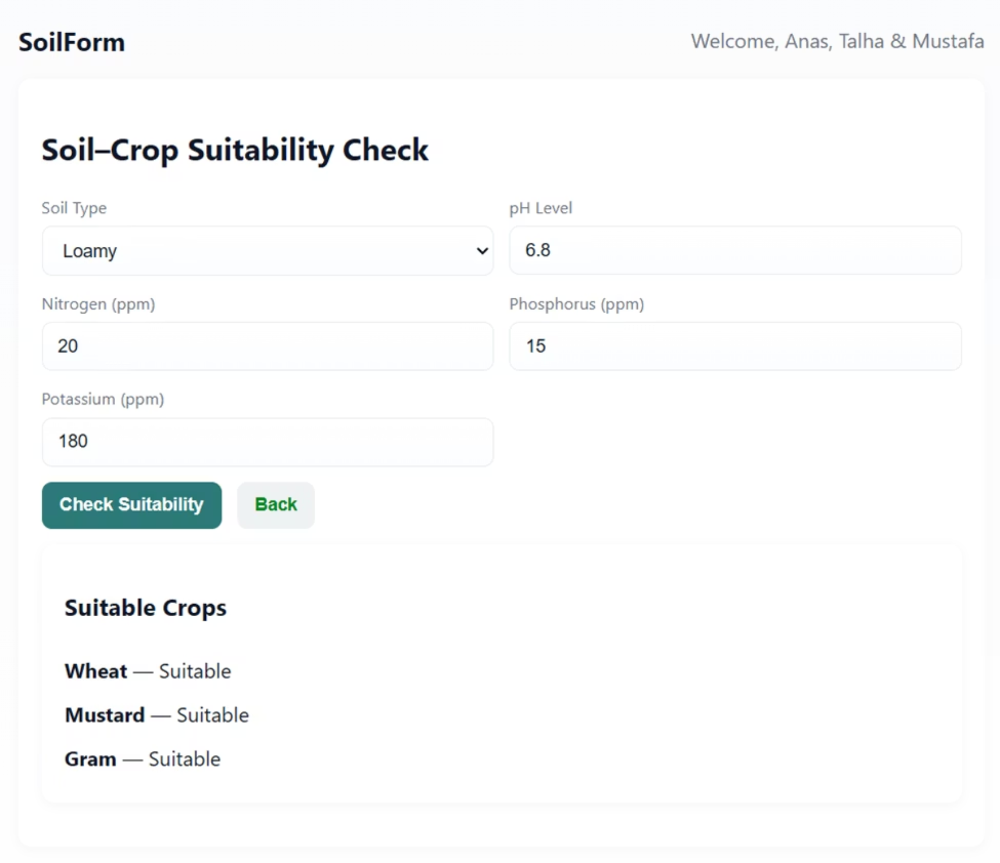 SoilForm
Welcome, Anas, Talha & Mustafa
Soil–Crop Suitability Check
Soil Type
pH Level
Loamy
6.8
Nitrogen (ppm)
Phosphorus (ppm)
20
15
Potassium (ppm)
180
Check Suitability
Back
Suitable Crops
Wheat — Suitable
Mustard — Suitable
Gram — Suitable